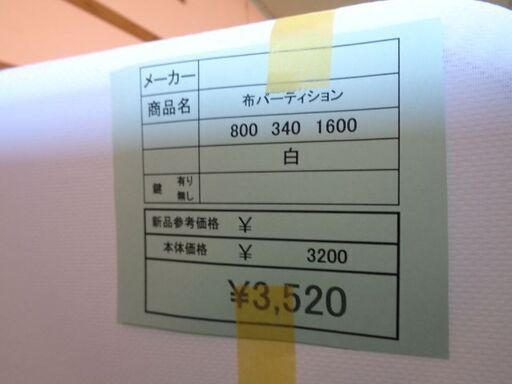 メーカー
商品名 布パーティション
800 340 1600
白
鍵 有り 無し
新品参考価格 ¥
本体価格 ¥ 3200
¥3,520